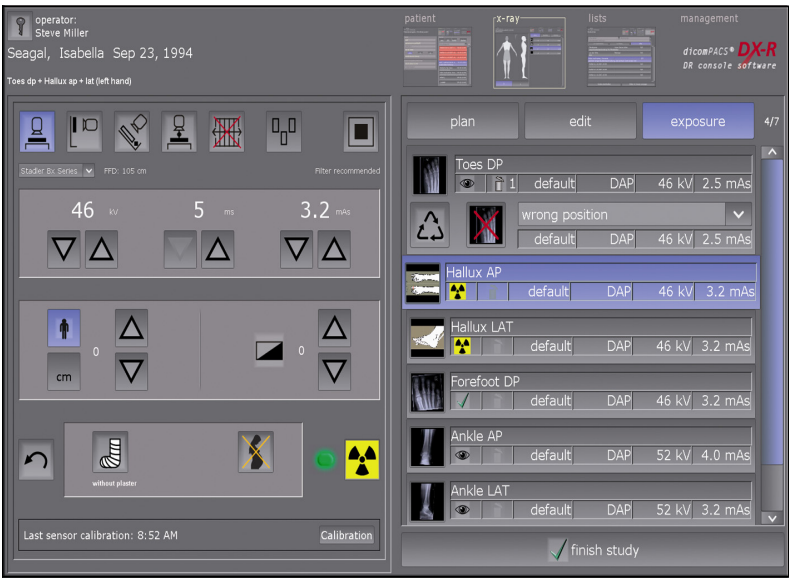 operator:
Steve Miller
Seagal, Isabella Sep 23, 1994
Toes dp + Hallux ap + lat (left hand)
patient
x-ray
lists
management
dicomPACS® DX-R
DR console software
Stadler Bx Series
FFD: 105 cm
Filter recommended
46 kV
5 ms
3.2 mAs
0
cm
0
without plaster
Last sensor calibration: 8:52 AM
Calibration
plan
edit
exposure
4/7
Toes DP
1 default DAP 46 kV 2.5 mAs
wrong position
default DAP 46 kV 2.5 mAs
Hallux AP
default DAP 46 kV 3.2 mAs
Hallux LAT
default DAP 46 kV 3.2 mAs
Forefoot DP
default DAP 46 kV 3.2 mAs
Ankle AP
default DAP 52 kV 4.0 mAs
Ankle LAT
default DAP 52 kV 3.2 mAs
finish study